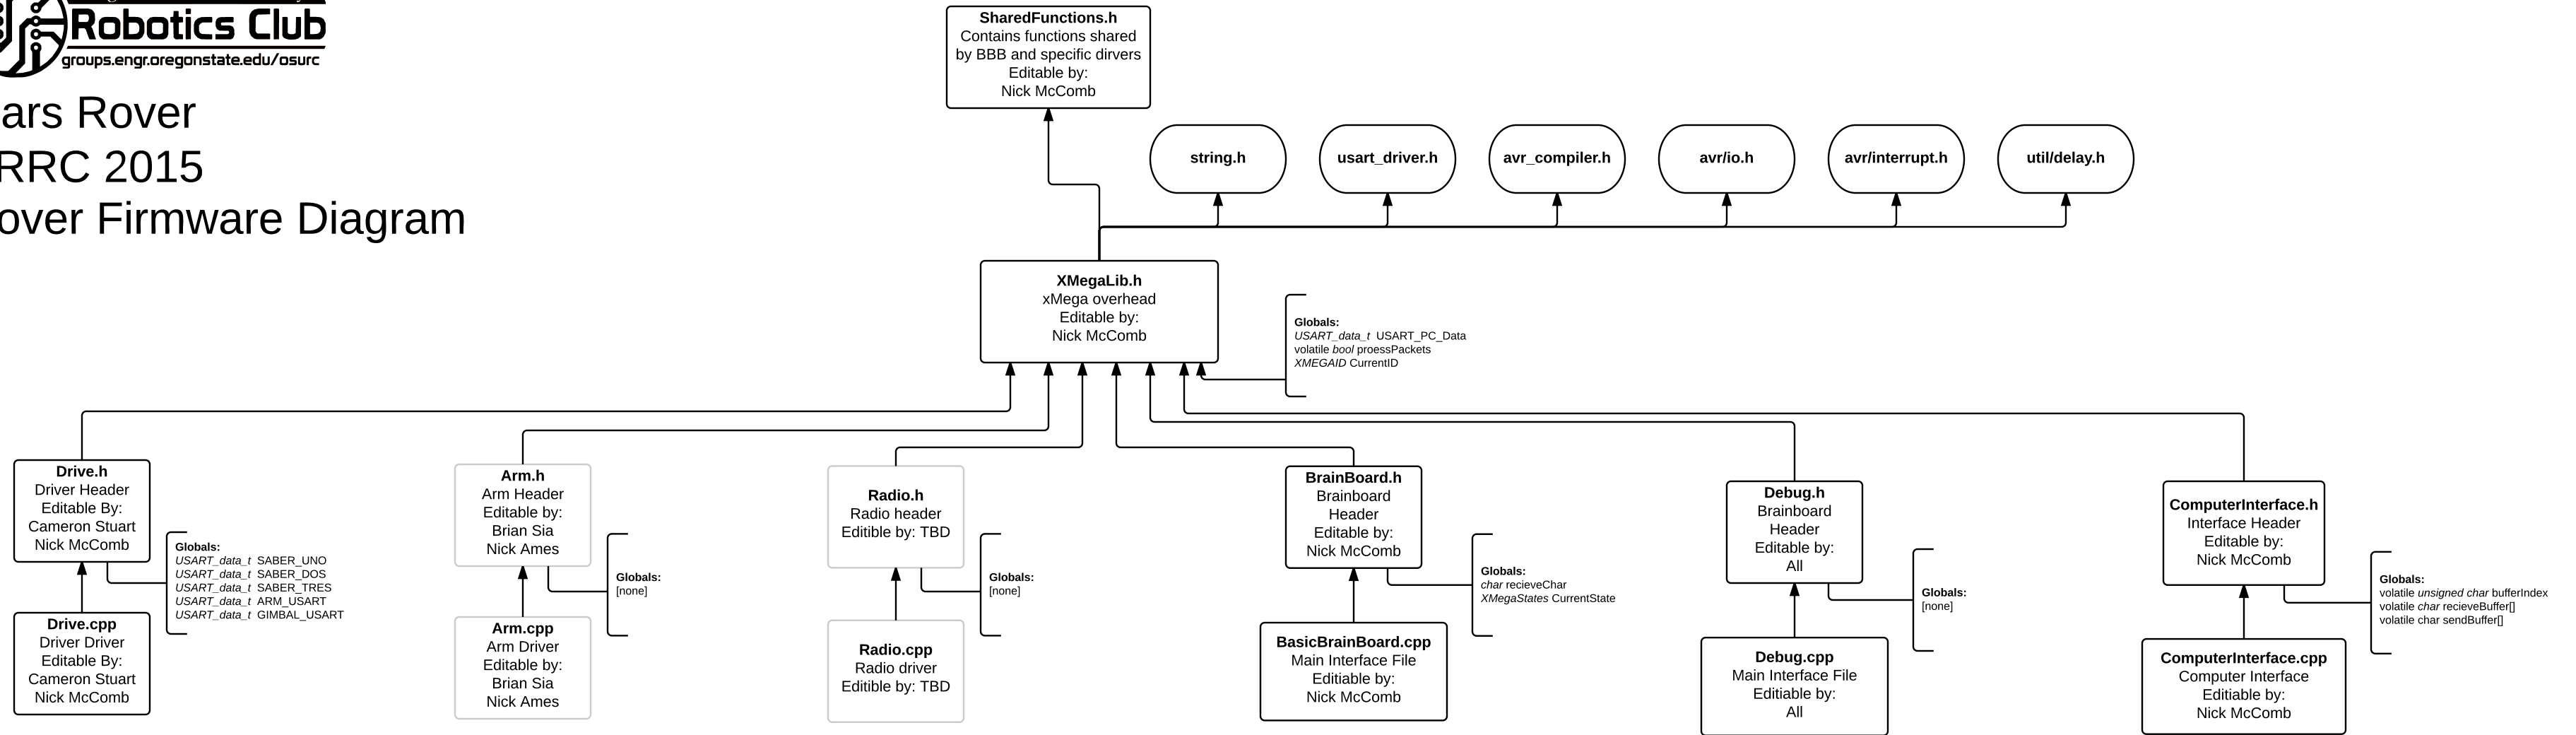 Robotics Club
groups.engr.oregonstate.edu/osurc
ars Rover
RRC 2015
over Firmware Diagram
SharedFunctions.h
Contains functions shared
by BBB and specific dirvers
Editable by:
Nick McComb
string.h
usart_driver.h
avr_compiler.h
avr/io.h
avr/interrupt.h
util/delay.h
XMegaLib.h
xMega overhead
Editable by:
Nick McComb
Globals:
USART_data_t USART_PC_Data
volatile bool proessPackets
XMEGAID CurrentID
Drive.h
Driver Header
Editable By:
Cameron Stuart
Nick McComb
Globals:
USART_data_t SABER_UNO
USART_data_t SABER_DOS
USART_data_t SABER_TRES
USART_data_t ARM_USART
USART_data_t GIMBAL_USART
Drive.cpp
Driver Driver
Editable By:
Cameron Stuart
Nick McComb
Arm.h
Arm Header
Editable by:
Brian Sia
Nick Ames
Globals:
[none]
Arm.cpp
Arm Driver
Editable by:
Brian Sia
Nick Ames
Radio.h
Radio header
Editible by: TBD
Globals:
[none]
Radio.cpp
Radio driver
Editible by: TBD
BrainBoard.h
Brainboard
Header
Editable by:
Nick McComb
Globals:
char recieveChar
XMegaStates CurrentState
BasicBrainBoard.cpp
Main Interface File
Editiable by:
Nick McComb
Debug.h
Brainboard
Header
Editable by:
All
Globals:
[none]
Debug.cpp
Main Interface File
Editiable by:
All
ComputerInterface.h
Interface Header
Editable by:
Nick McComb
Globals:
volatile unsigned char bufferIndex
volatile char recieveBuffer[]
volatile char sendBuffer[]
ComputerInterface.cpp
Computer Interface
Editiable by:
Nick McComb